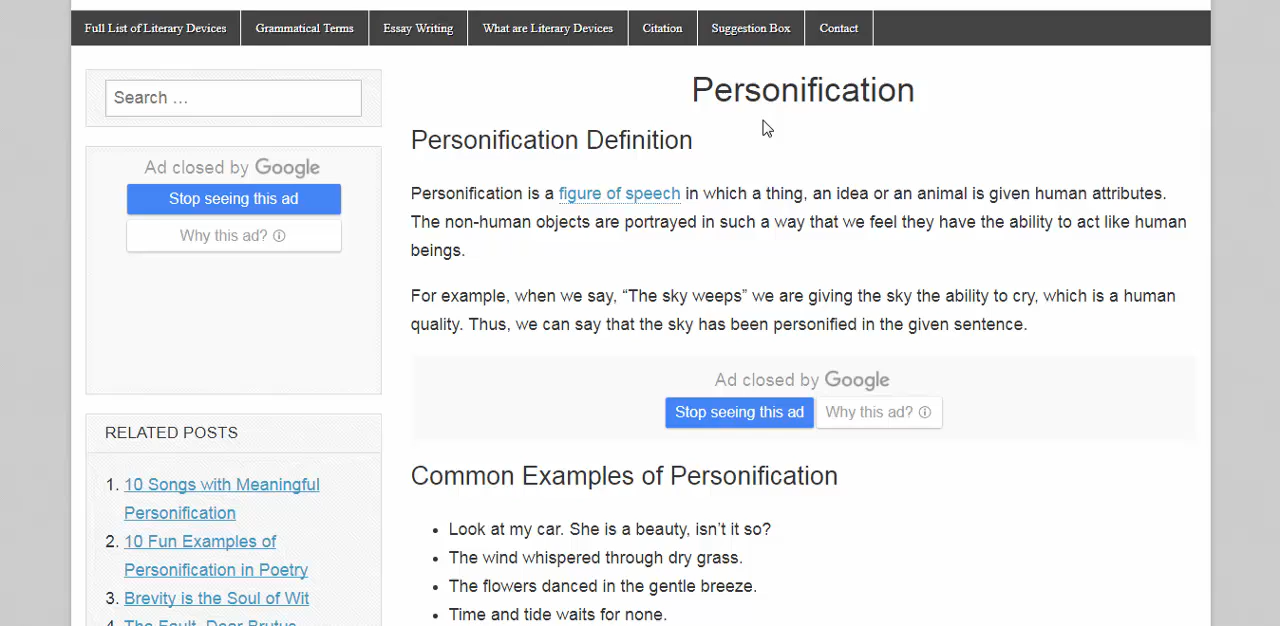 Full List of Literary Devices
Grammatical Terms
Essay Writing
What are Literary Devices
Citation
Suggestion Box
Contact
Search …
Ad closed by Google
Stop seeing this ad
Why this ad?
RELATED POSTS
1. 10 Songs with Meaningful
Personification
2. 10 Fun Examples of
Personification in Poetry
3. Brevity is the Soul of Wit
4. The Fault, Dear Brutus
Personification
Personification Definition
Personification is a figure of speech in which a thing, an idea or an animal is given human attributes.
The non-human objects are portrayed in such a way that we feel they have the ability to act like human
beings.
For example, when we say, “The sky weeps” we are giving the sky the ability to cry, which is a human
quality. Thus, we can say that the sky has been personified in the given sentence.
Ad closed by Google
Stop seeing this ad
Why this ad?
Common Examples of Personification
• Look at my car. She is a beauty, isn’t it so?
• The wind whispered through dry grass.
• The flowers danced in the gentle breeze.
• Time and tide waits for none.